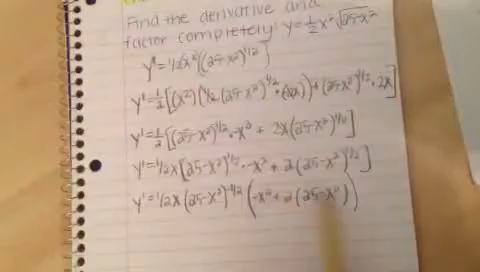 Find the derivative and
factor completely: y=½x²√25-x²
y'=1/2x²((25-x²)^1/2)
y'=½[(x²)(½(25-x²)^-1/2·(-2x))+(25-x²)^1/2·2x]
y'=½[(25-x²)^-1/2·-x³+2x(25-x²)^1/2]
y'=1/2x[25-x²)^-1/2·-x²+2(25-x²)^1/2]
y'=1/2x(25-x²)^-1/2(-x²+2(25-x²))